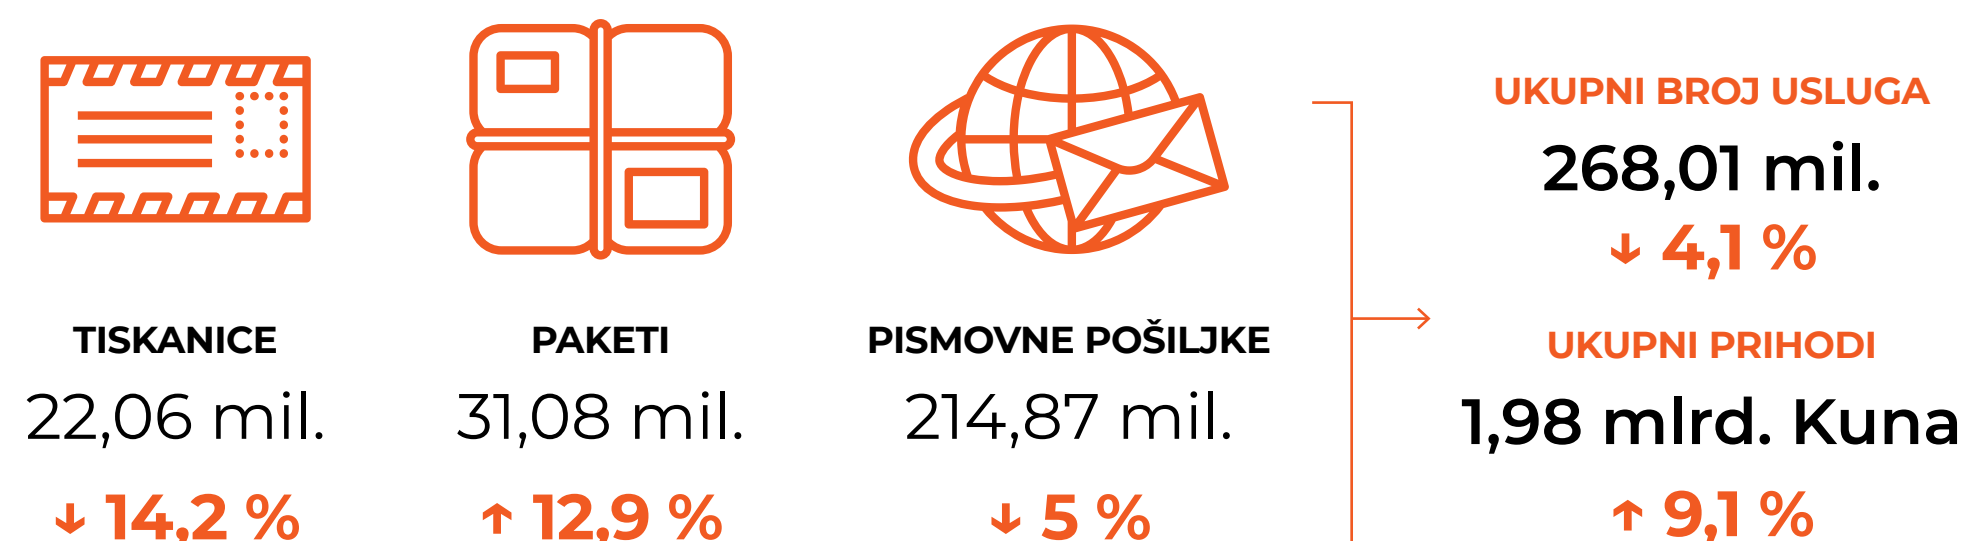 TISKANICE
22,06 mil.
↓ 14,2 %
PAKETI
31,08 mil.
↑ 12,9 %
PISMOVNE POŠILJKE
214,87 mil.
↓ 5 %
UKUPNI BROJ USLUGA
268,01 mil.
↓ 4,1 %
UKUPNI PRIHODI
1,98 mlrd. Kuna
↑ 9,1 %